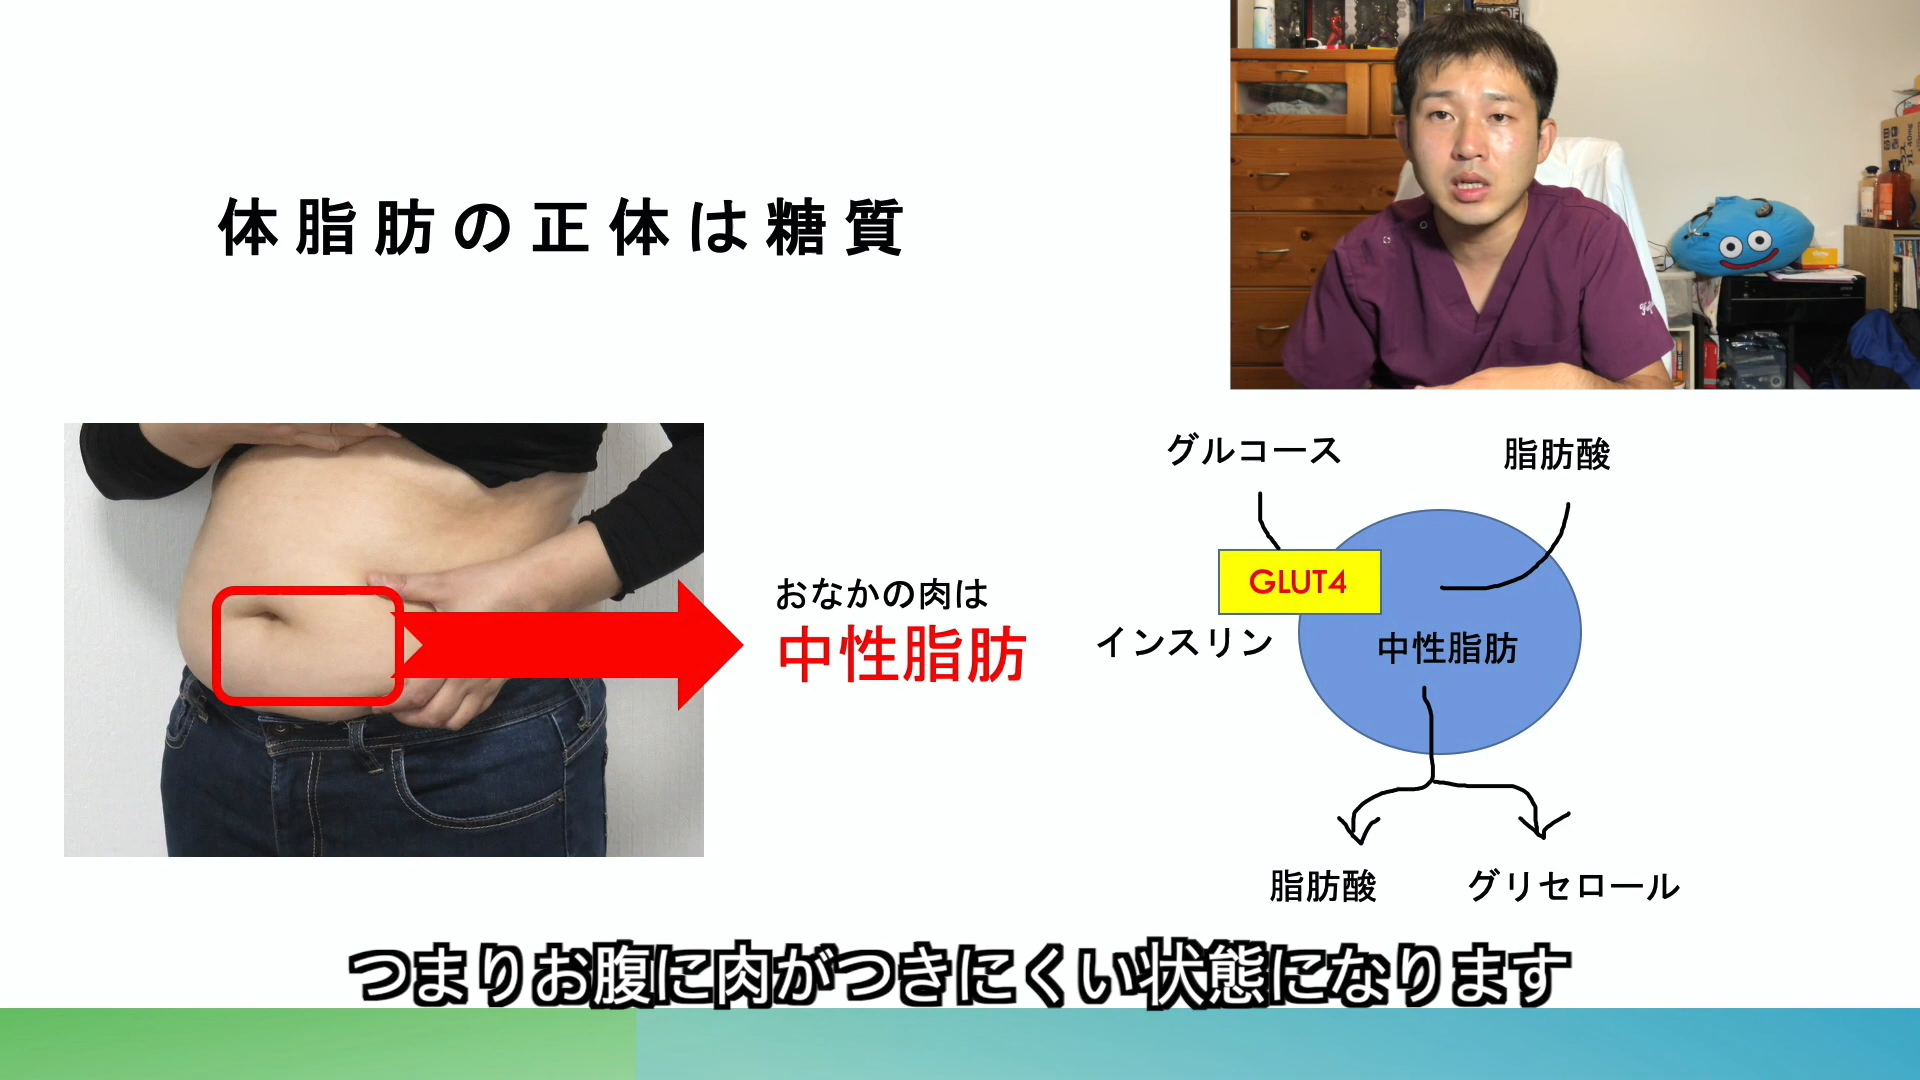 体脂肪の正体は糖質
グルコース
脂肪酸
GLUT4
おなかの肉は
中性脂肪
インスリン
中性脂肪
脂肪酸
グリセロール
つまりお腹に肉がつきにくい状態になります